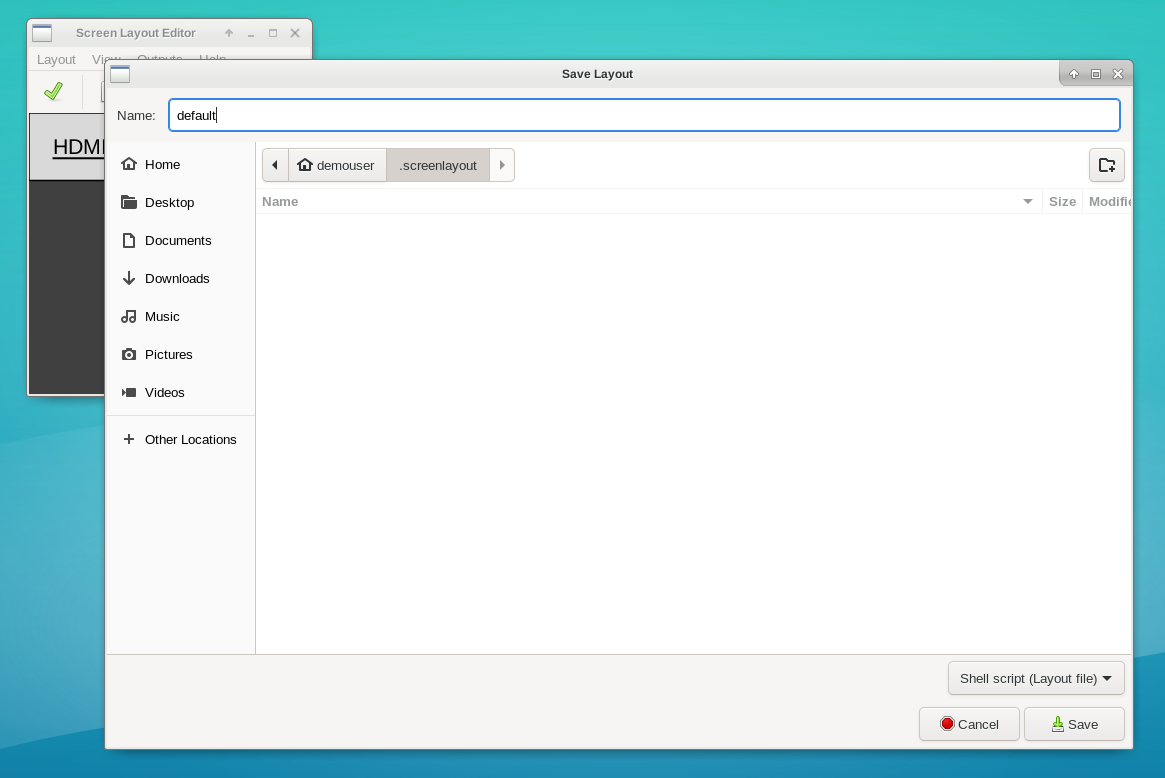 Screen Layout Editor
Layout View Outputs Help
HDMI
Save Layout
Name: default
Home
Desktop
Documents
Downloads
Music
Pictures
Videos
Other Locations
demouser .screenlayout
Name Size Modifie
Shell script (Layout file)
Cancel Save